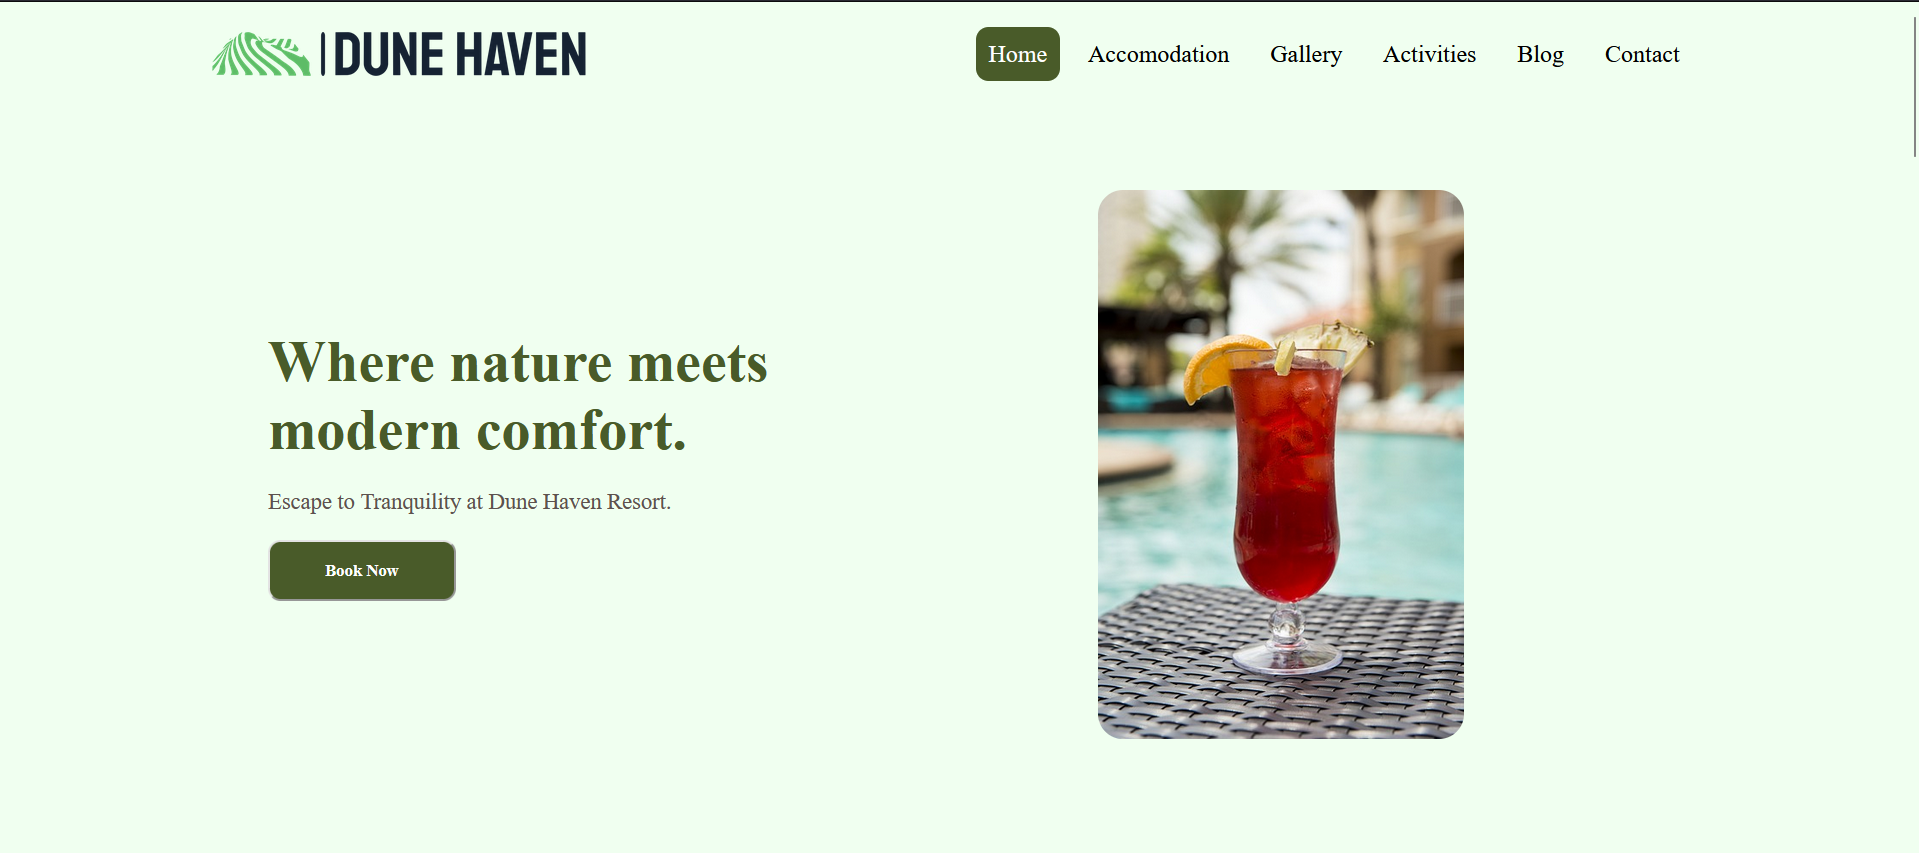 DUNE HAVEN
Home Accomodation Gallery Activities Blog Contact
Where nature meets
modern comfort.
Escape to Tranquility at Dune Haven Resort.
Book Now